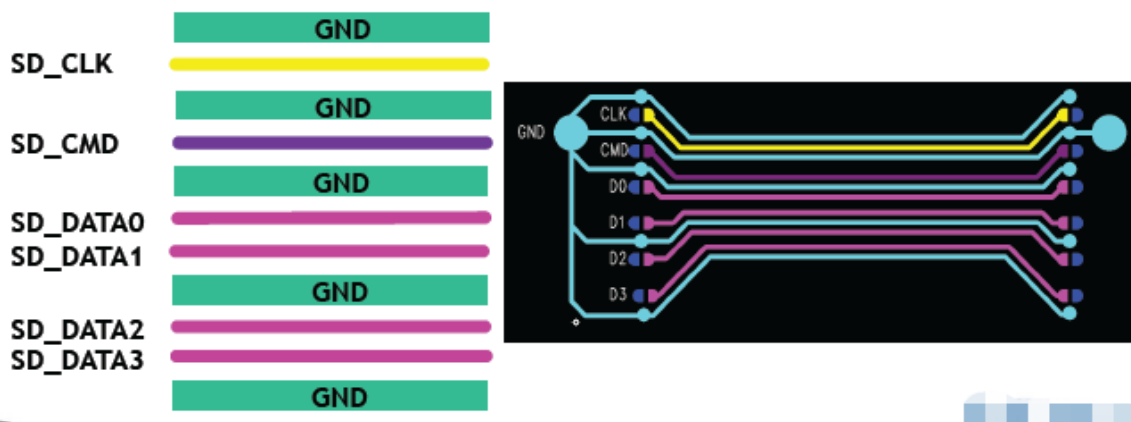 GND
SD_CLK
GND
SD_CMD
GND
SD_DATA0
SD_DATA1
GND
SD_DATA2
SD_DATA3
GND
CLK
GND
CMD
D0
D1
D2
D3